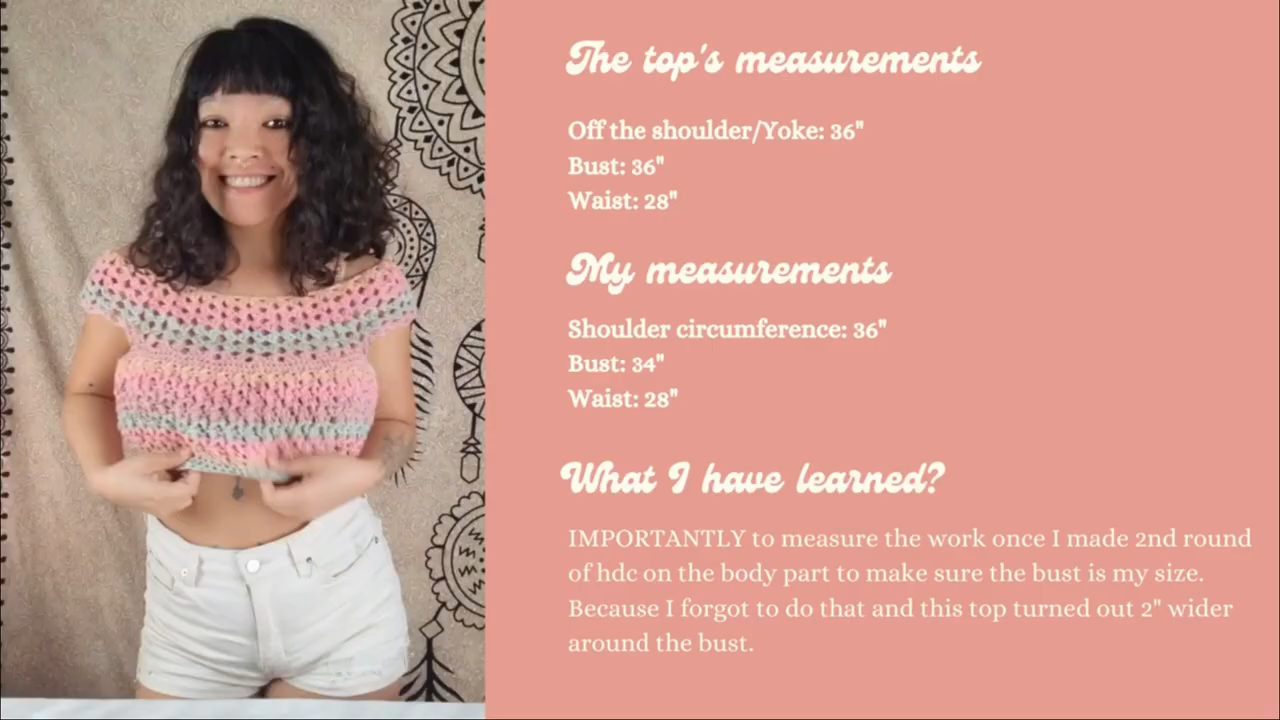 The top's measurements
Off the shoulder/Yoke: 36"
Bust: 36"
Waist: 28"
My measurements
Shoulder circumference: 36"
Bust: 34"
Waist: 28"
What I have learned?
IMPORTANTLY to measure the work once I made 2nd round
of hdc on the body part to make sure the bust is my size.
Because I forgot to do that and this top turned out 2" wider
around the bust.